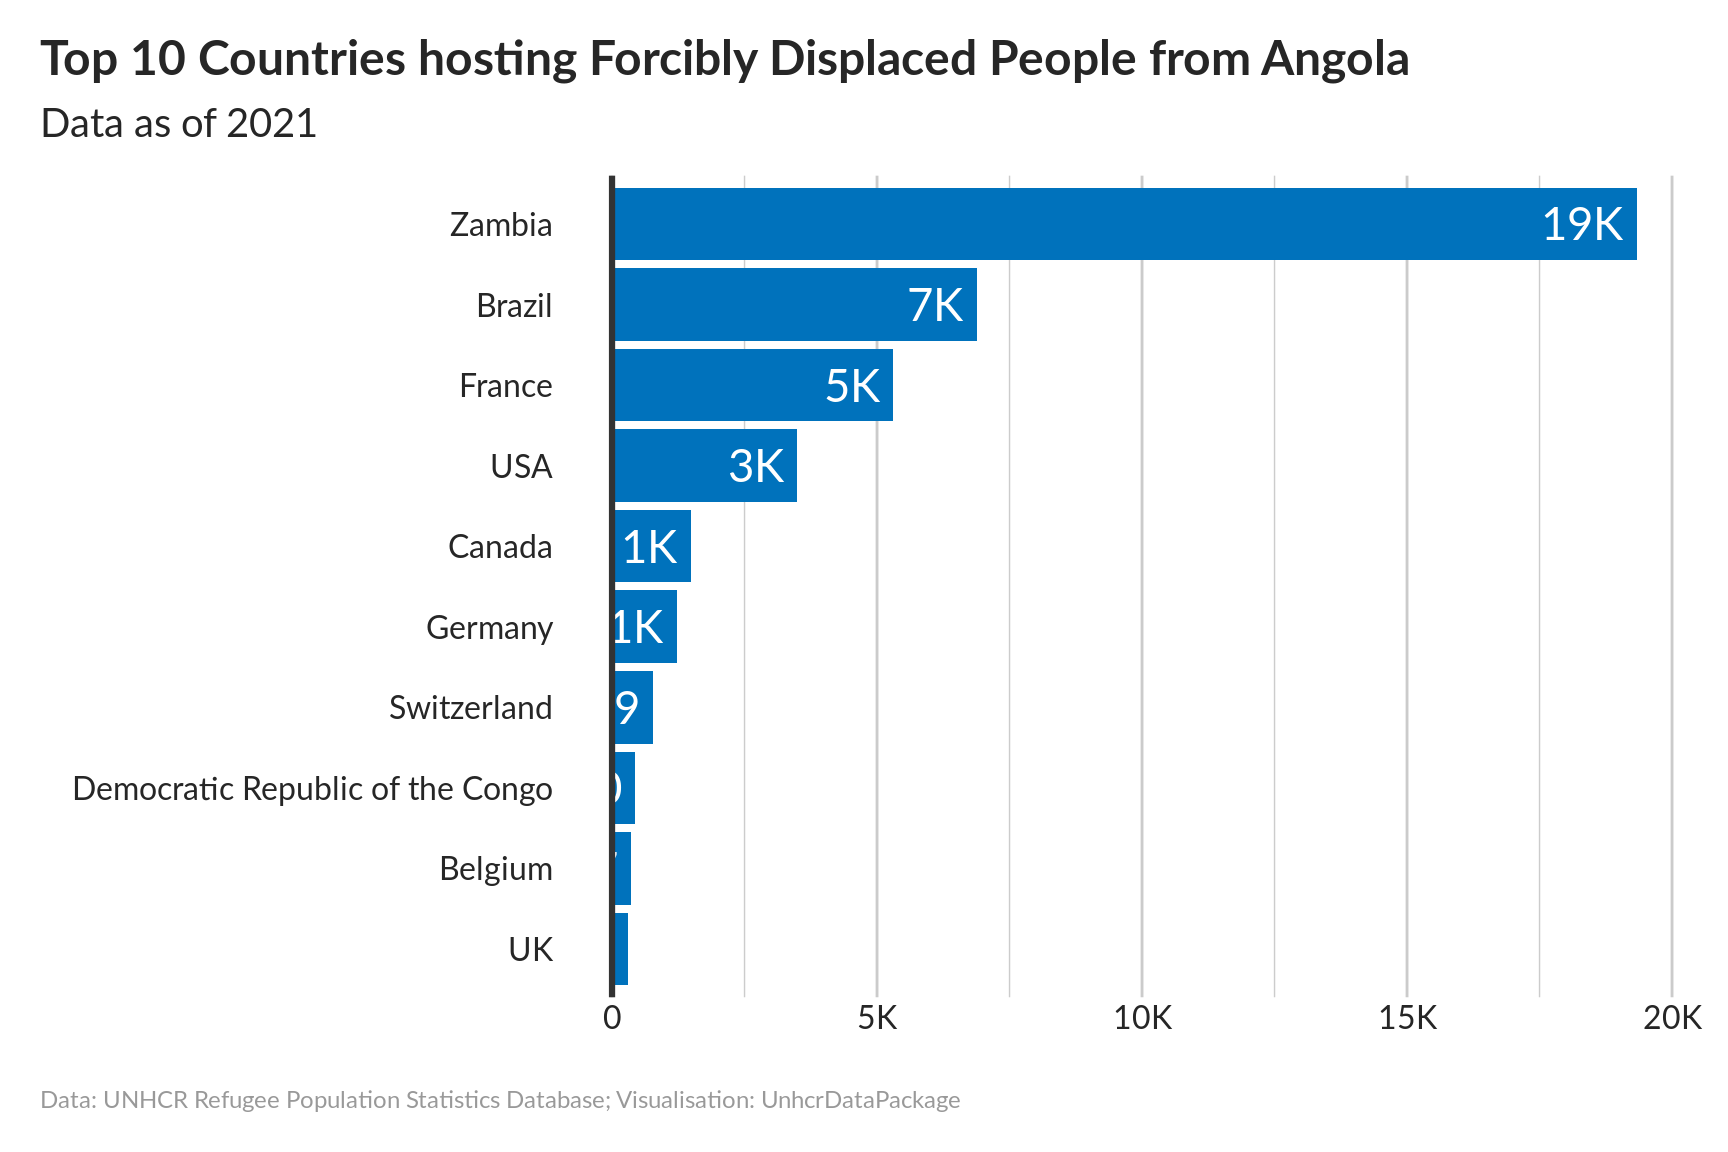 Top 10 Countries hosting Forcibly Displaced People from Angola
Data as of 2021
Zambia 19K
Brazil 7K
France 5K
USA 3K
Canada 1K
Germany 1K
Switzerland 9
Democratic Republic of the Congo
Belgium
UK
0 5K 10K 15K 20K
Data: UNHCR Refugee Population Statistics Database; Visualisation: UnhcrDataPackage